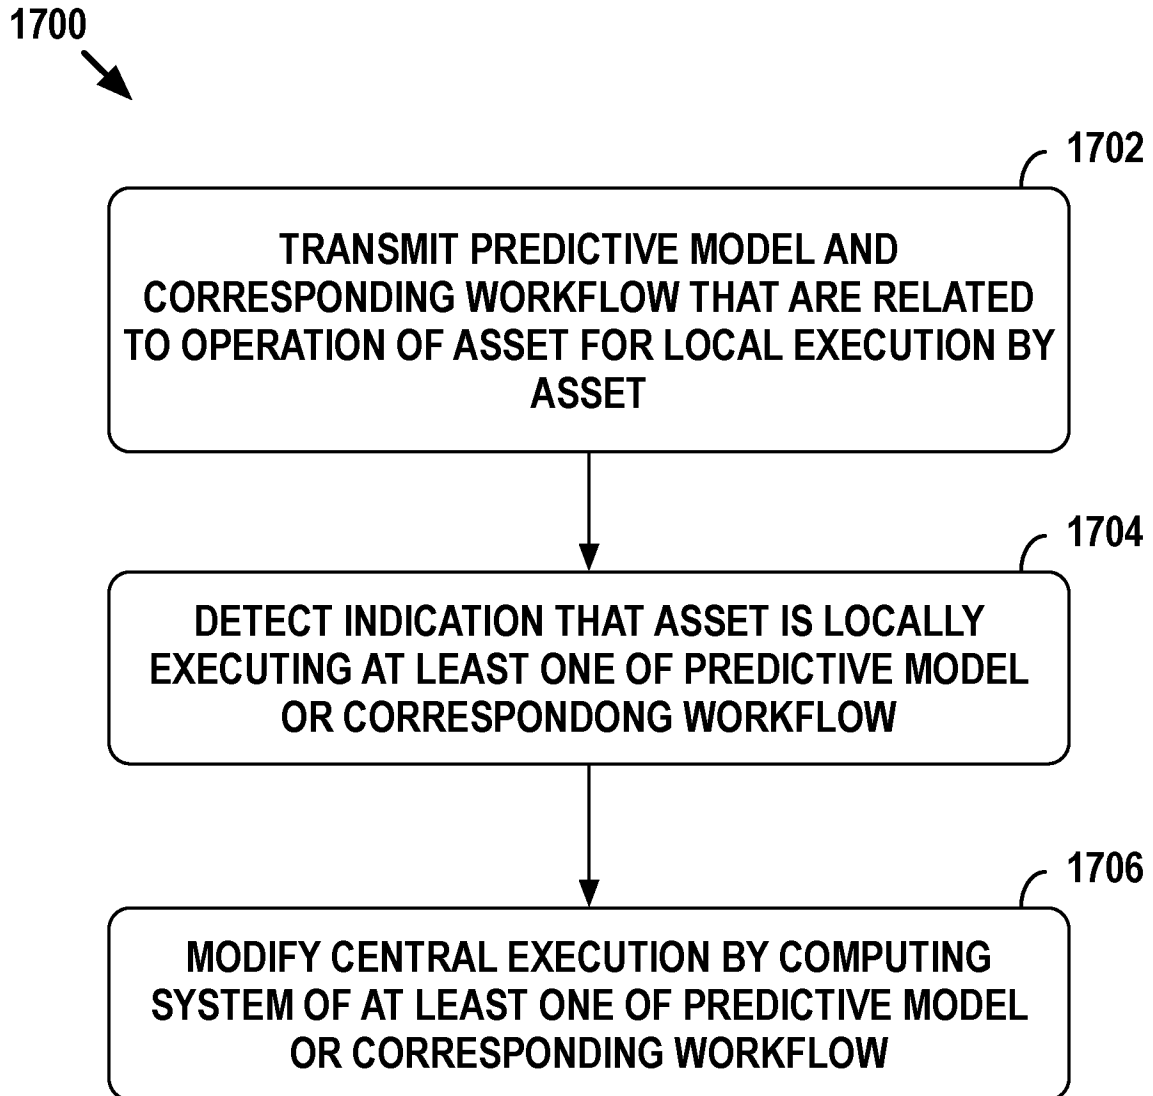 1700
1702
TRANSMIT PREDICTIVE MODEL AND
CORRESPONDING WORKFLOW THAT ARE RELATED
TO OPERATION OF ASSET FOR LOCAL EXECUTION BY
ASSET
1704
DETECT INDICATION THAT ASSET IS LOCALLY
EXECUTING AT LEAST ONE OF PREDICTIVE MODEL
OR CORRESPONDONG WORKFLOW
1706
MODIFY CENTRAL EXECUTION BY COMPUTING
SYSTEM OF AT LEAST ONE OF PREDICTIVE MODEL
OR CORRESPONDING WORKFLOW